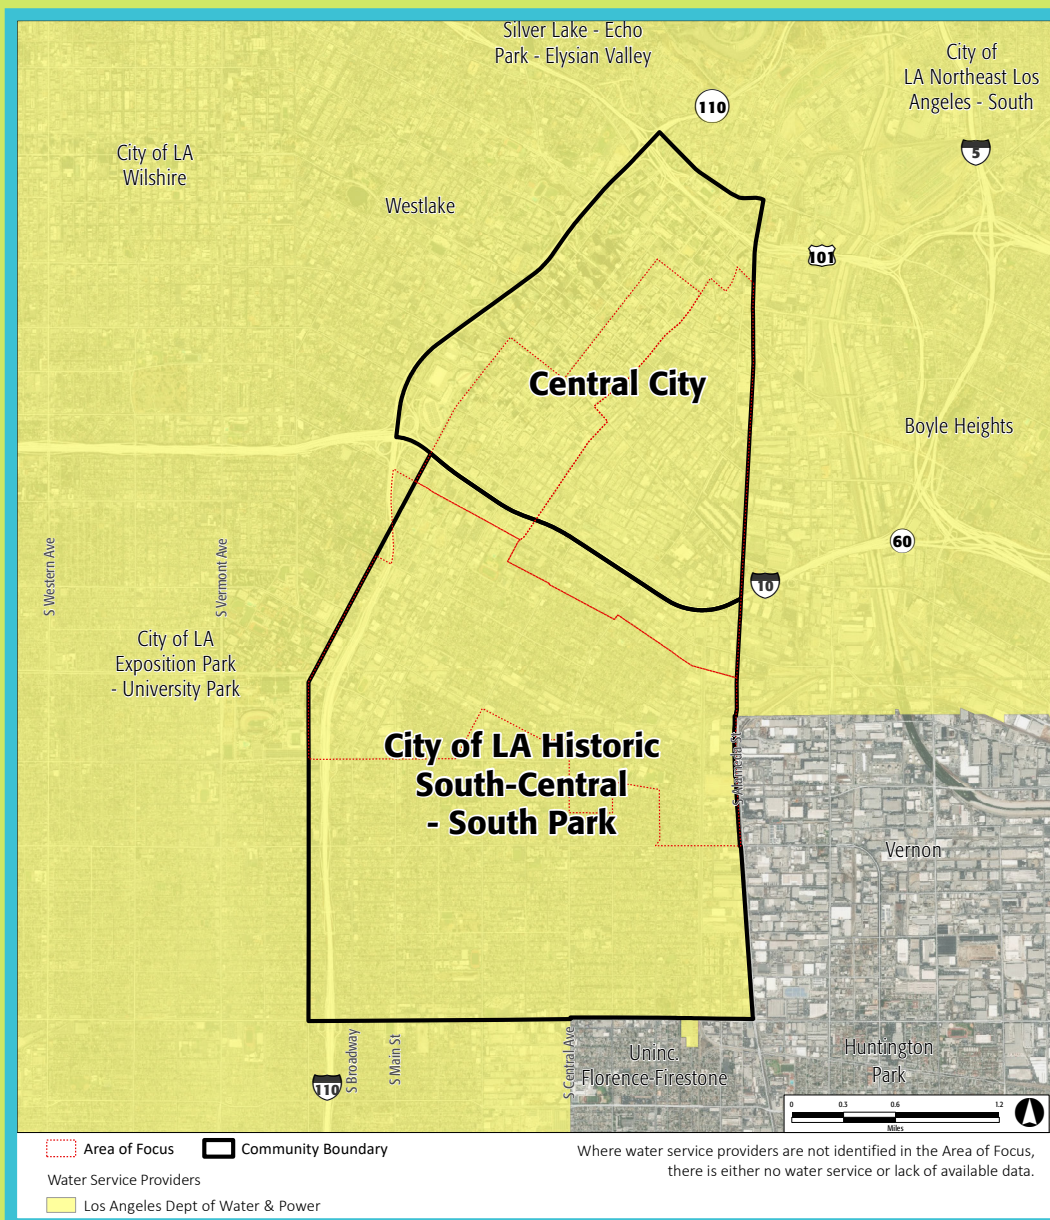 Silver Lake - Echo
Park - Elysian Valley
City of
LA Northeast Los
Angeles - South
110
5
City of LA
Wilshire
Westlake
101
Central City
Boyle Heights
60
10
S Western Ave
S Vermont Ave
City of LA
Exposition Park
- University Park
City of LA Historic
South-Central
- South Park
S Alameda St
Vernon
S Broadway
S Main St
S Central Ave
Uninc.
Florence-Firestone
Huntington
Park
110
0 0.3 0.6 1.2
Miles
Area of Focus
Community Boundary
Water Service Providers
Los Angeles Dept of Water & Power
Where water service providers are not identified in the Area of Focus,
there is either no water service or lack of available data.